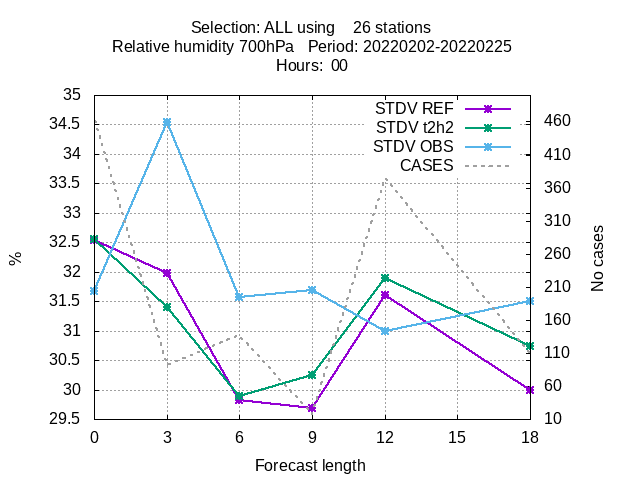 Selection: ALL using    26 stations
Relative humidity 700hPa   Period: 20220202-20220225
Hours:  00
35
34.5
34
33.5
33
32.5
32
31.5
31
30.5
30
29.5
%
STDV REF
STDV t2h2
STDV OBS
CASES
460
410
360
310
260
210
160
110
60
10
No cases
0 3 6 9 12 15 18
Forecast length